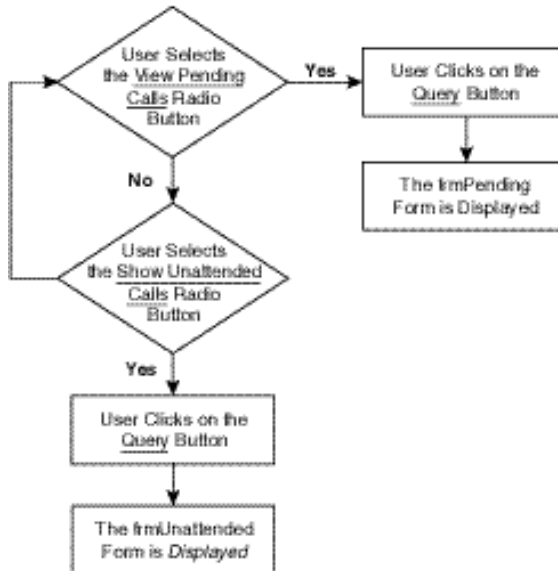 User Selects
the View Pending
Calls Radio
Button
Yes
User Clicks on the
Query Button
The frmPending
Form is Displayed
No
User Selects
the Show Unattended
Calls Radio
Button
Yes
User Clicks on the
Query Button
The frmUnattended
Form is Displayed